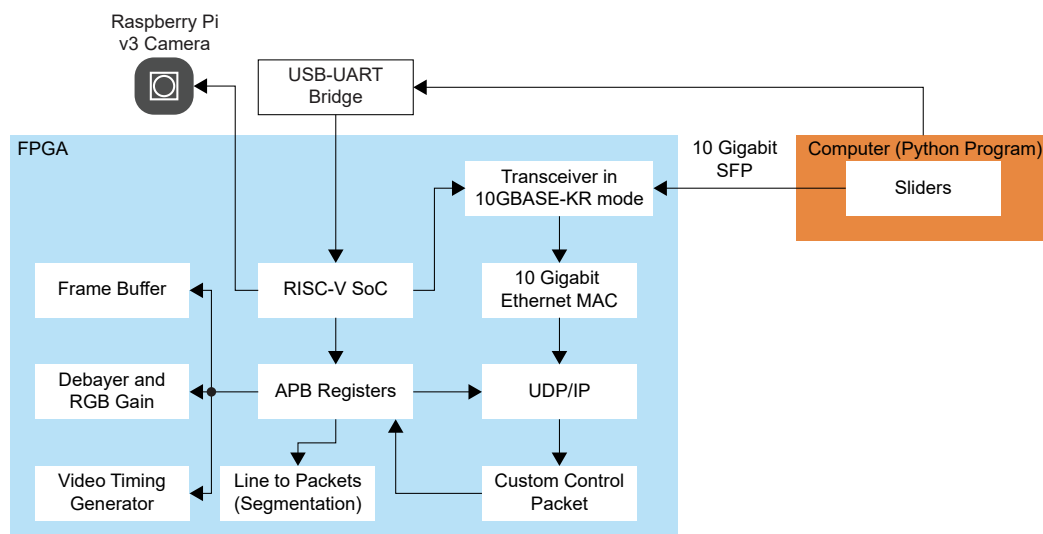 Raspberry Pi
v3 Camera
USB-UART
Bridge
FPGA
10 Gigabit
SFP
Computer (Python Program)
Sliders
Transceiver in
10GBASE-KR mode
Frame Buffer
RISC-V SoC
10 Gigabit
Ethernet MAC
Debayer and
RGB Gain
APB Registers
UDP/IP
Video Timing
Generator
Line to Packets
(Segmentation)
Custom Control
Packet